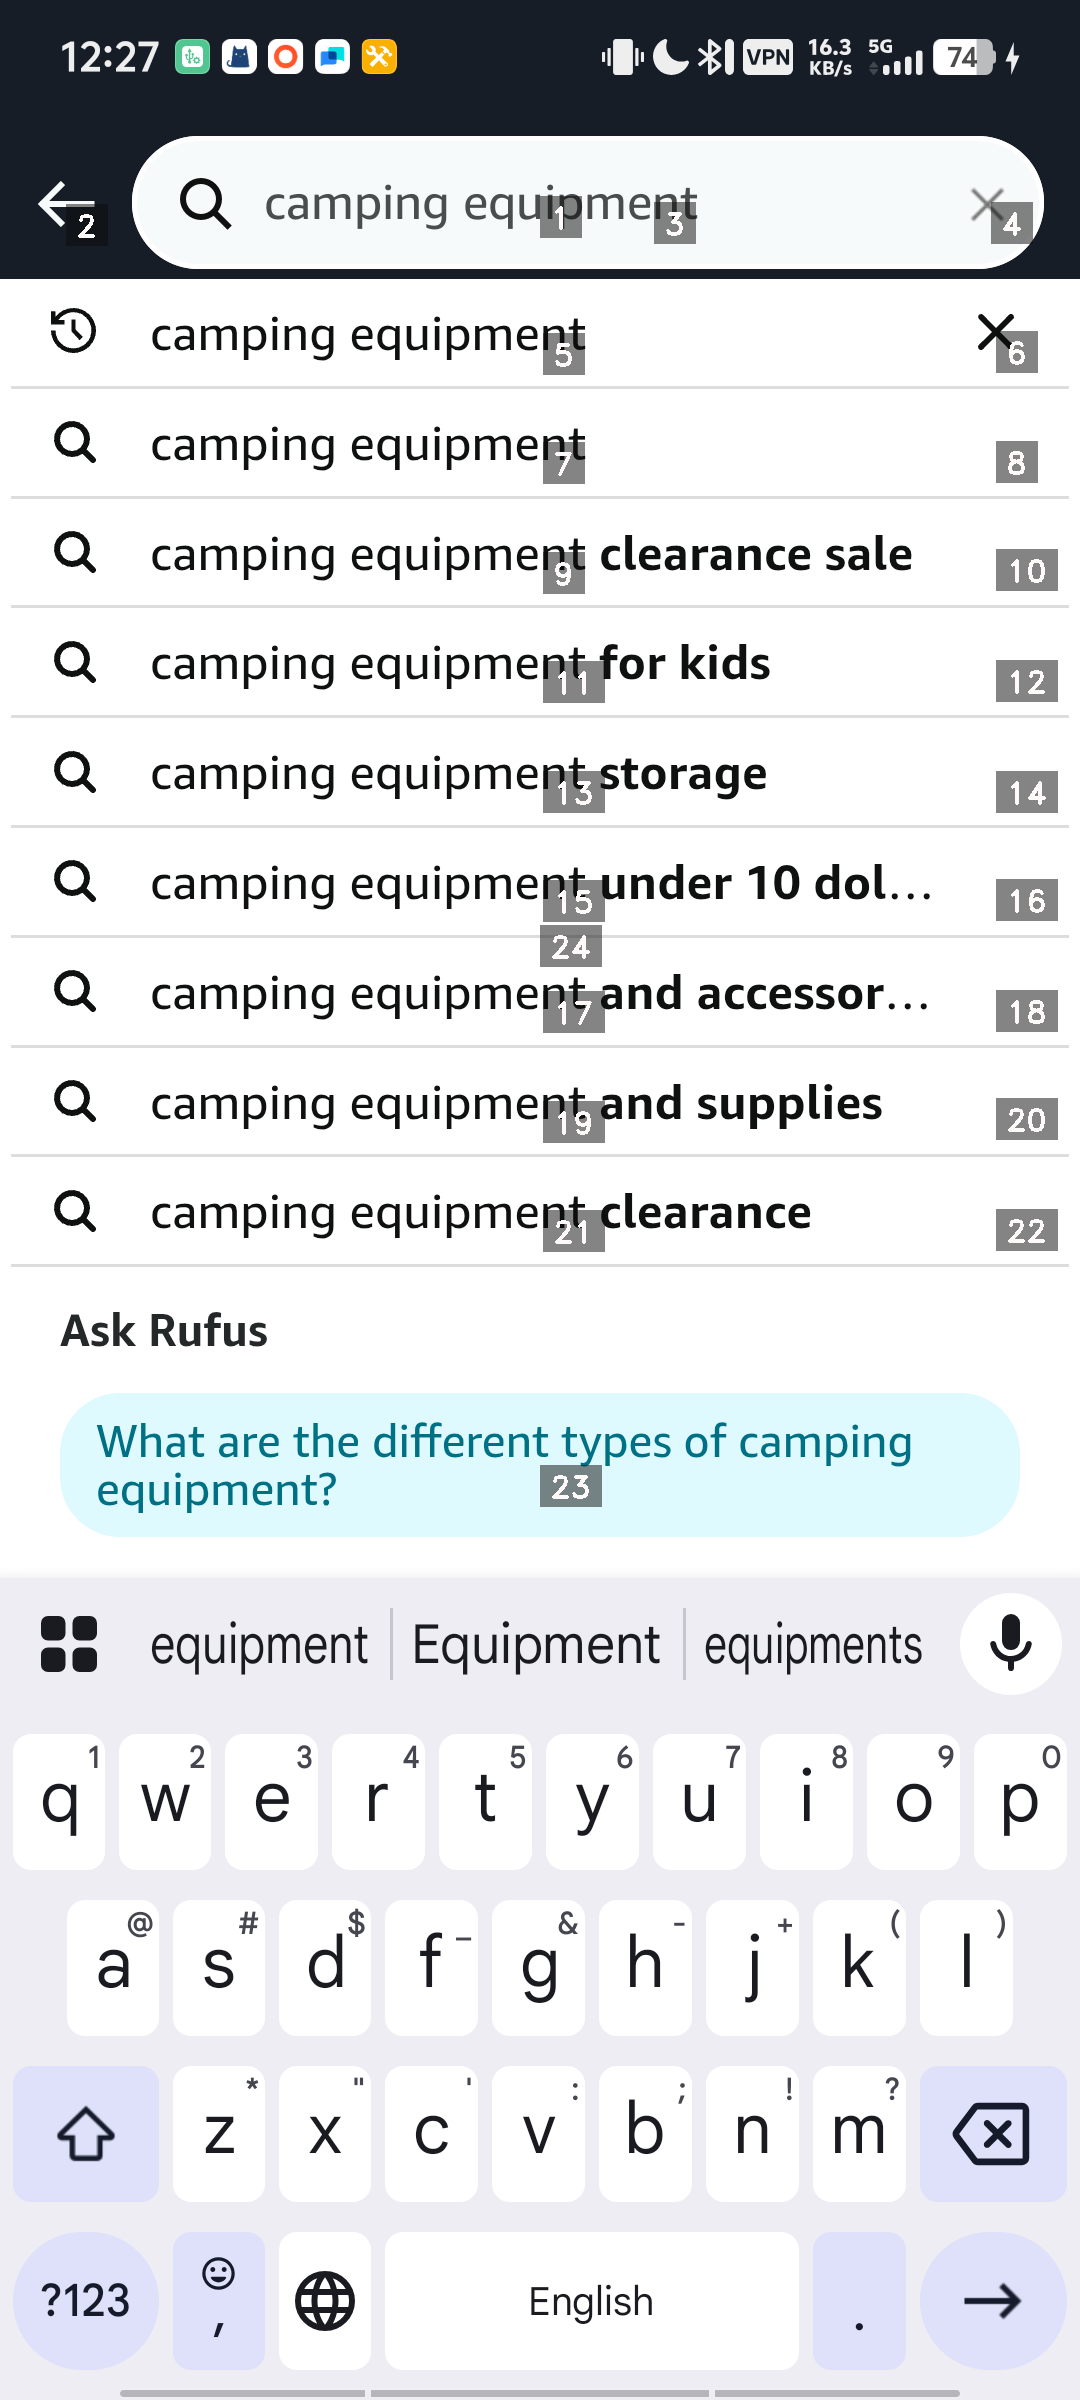 12:27
VPN
16.3 KB/s
5G
74
camping equipment
1
2
3
4
camping equipment
5
6
camping equipment
7
8
camping equipment clearance sale
9
10
camping equipment for kids
11
12
camping equipment storage
13
14
camping equipment under 10 dol...
15
16
24
camping equipment and accessor...
17
18
camping equipment and supplies
19
20
camping equipment clearance
21
22
Ask Rufus
What are the different types of camping
equipment?
23
equipment Equipment equipments
1 2 3 4 5 6 7 8 9 0
q w e r t y u i o p
@ # $ _ & - + ( )
a s d f g h j k l
* " ' : ; ! ?
z x c v b n m
?123 , English .